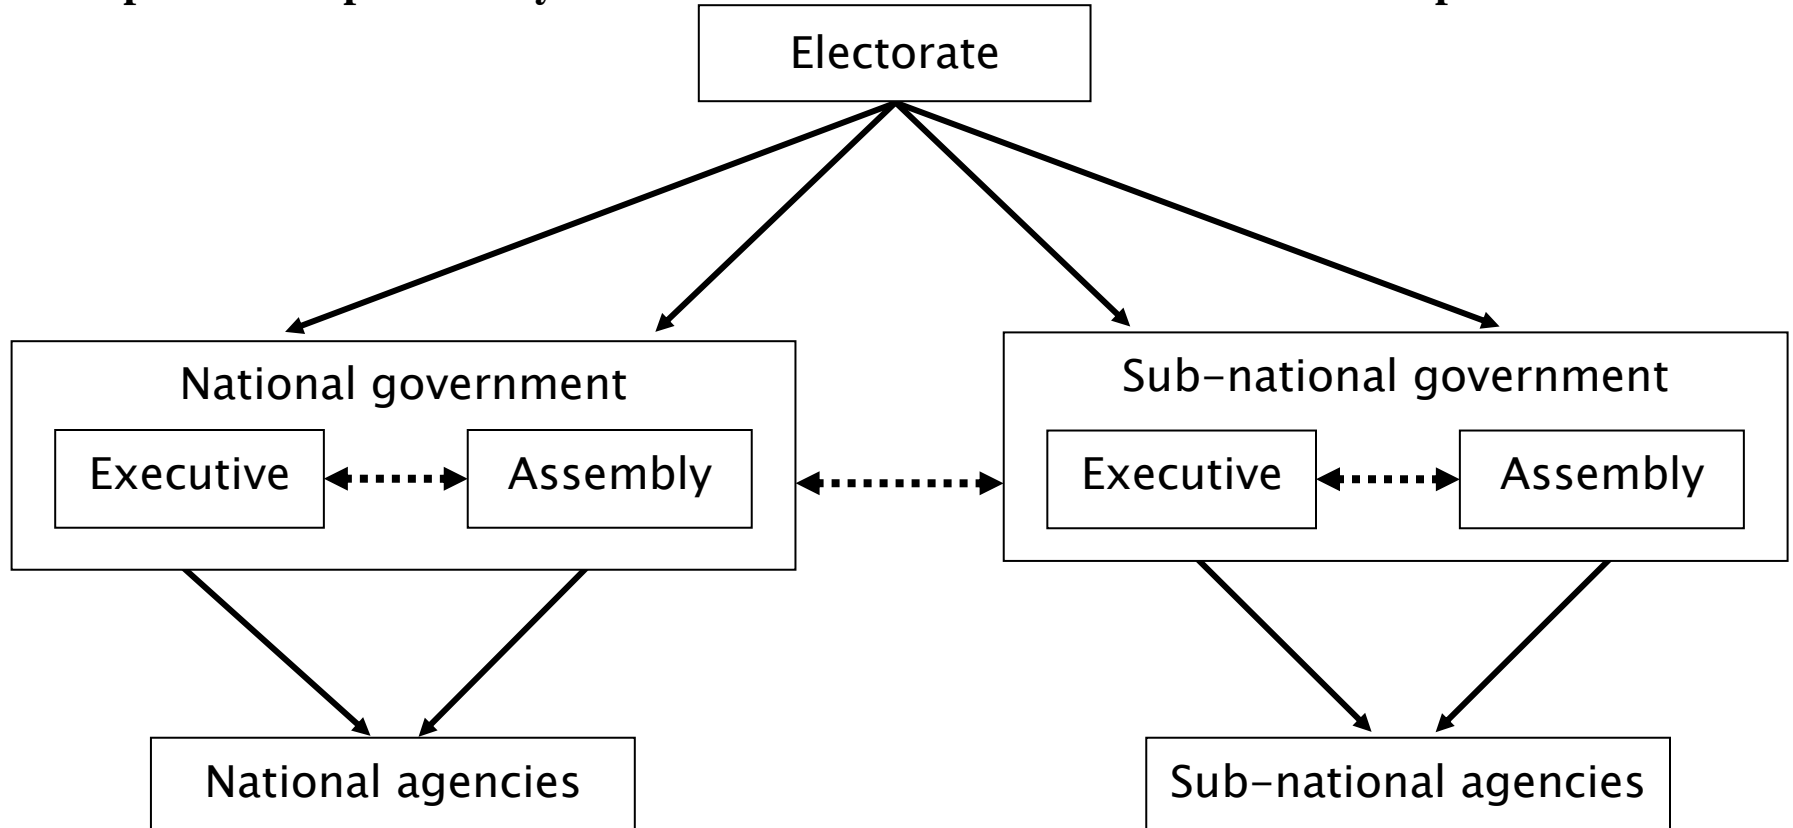 Electorate
National government
Sub-national government
Executive
Assembly
Executive
Assembly
National agencies
Sub-national agencies